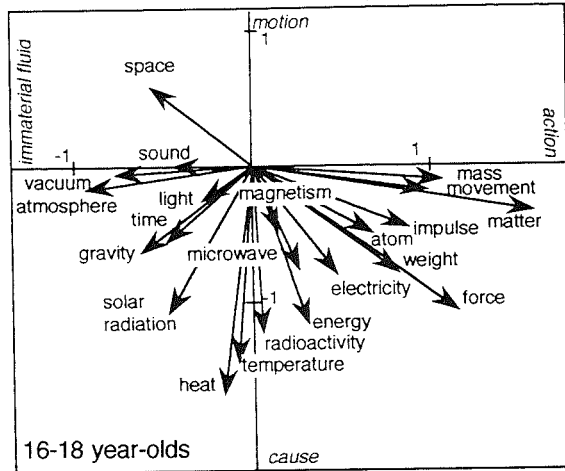 motion
1
space
immaterial fluid
action
-1
sound
1
vacuum
mass
atmosphere
light
magnetism
movement
time
impulse
matter
atom
gravity
microwave
weight
electricity
solar
radiation
-1
force
energy
radioactivity
temperature
heat
16-18 year-olds
cause